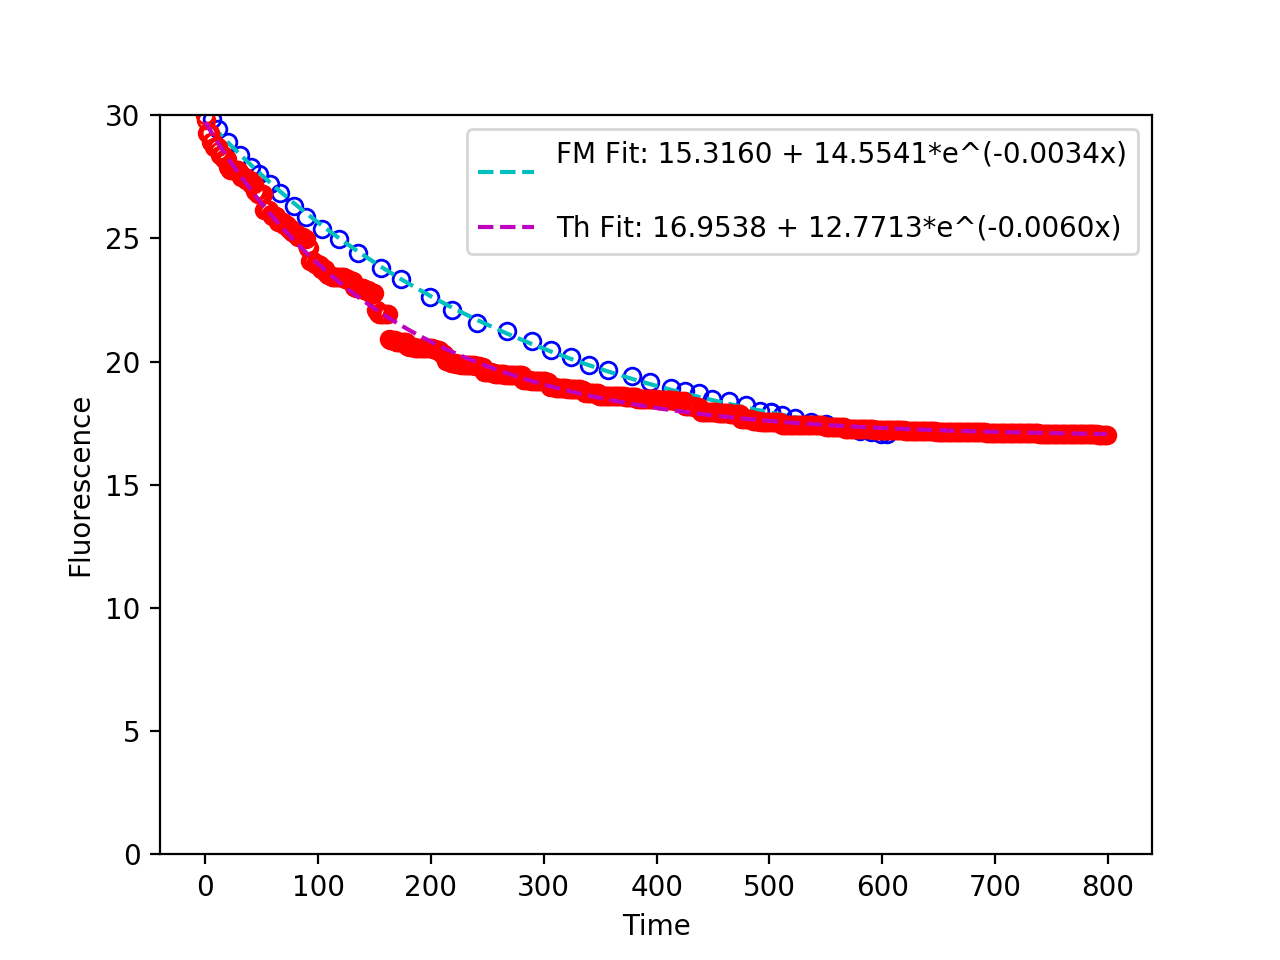 FM Fit: 15.3160 + 14.5541*e^(-0.0034x)
Th Fit: 16.9538 + 12.7713*e^(-0.0060x)
30
25
20
15
10
5
0
Fluorescence
0 100 200 300 400 500 600 700 800
Time